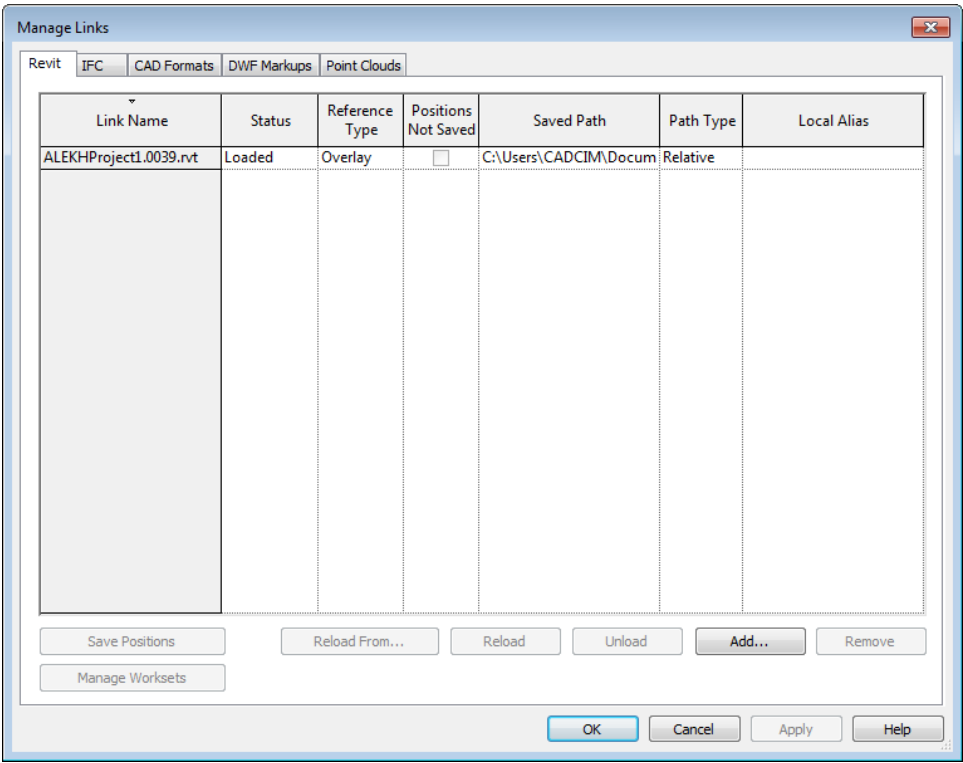 Manage Links
Revit IFC CAD Formats DWF Markups Point Clouds
Link Name Status Reference Type Positions Not Saved Saved Path Path Type Local Alias
ALEKHProject1.0039.rvt Loaded Overlay C:\Users\CADCIM\Docum Relative
Save Positions Reload From... Reload Unload Add... Remove
Manage Worksets
OK Cancel Apply Help